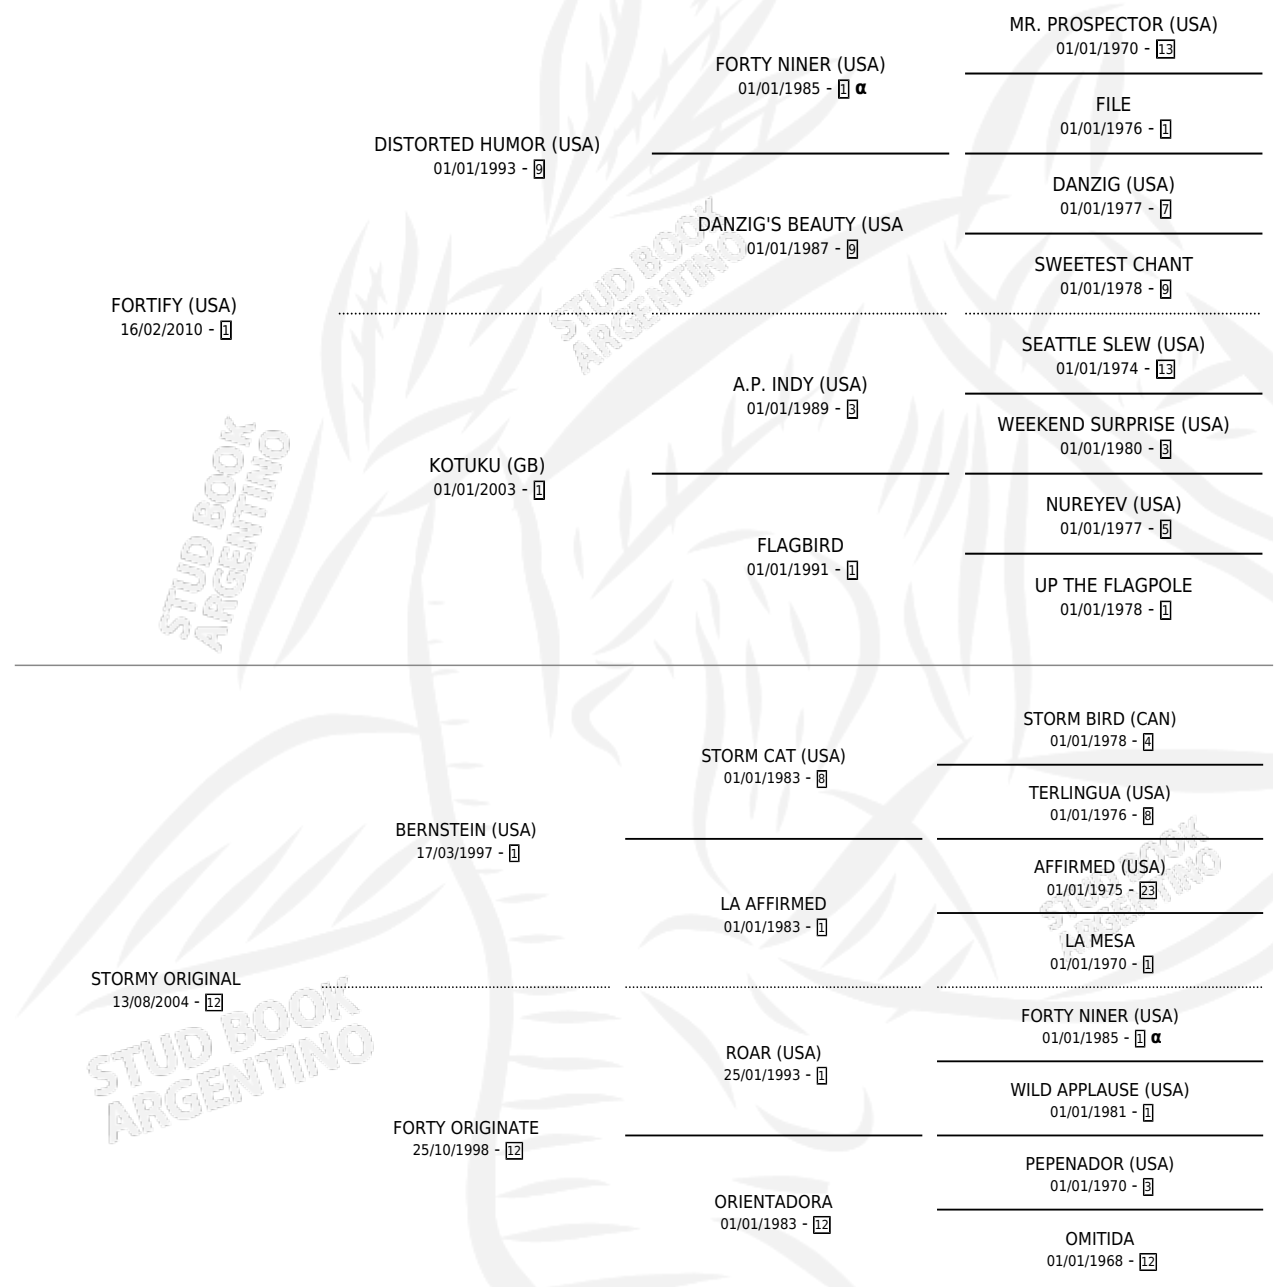 MR. PROSPECTOR (USA)
01/01/1970 - 13
FORTY NINER (USA)
01/01/1985 - 1 α
FILE
01/01/1976 - 1
DISTORTED HUMOR (USA)
01/01/1993 - 9
DANZIG (USA)
01/01/1977 - 7
DANZIG'S BEAUTY (USA
01/01/1987 - 9
SWEETEST CHANT
01/01/1978 - 9
STUD BOOK
ARGENTINO
FORTIFY (USA)
16/02/2010 - 1
SEATTLE SLEW (USA)
01/01/1974 - 13
A.P. INDY (USA)
01/01/1989 - 3
WEEKEND SURPRISE (USA)
01/01/1980 - 3
KOTUKU (GB)
01/01/2003 - 1
STUD BOOK
ARGENTINO
NUREYEV (USA)
01/01/1977 - 5
FLAGBIRD
01/01/1991 - 1
UP THE FLAGPOLE
01/01/1978 - 1
STORM BIRD (CAN)
01/01/1978 - 4
STORM CAT (USA)
01/01/1983 - 8
TERLINGUA (USA)
01/01/1976 - 8
BERNSTEIN (USA)
17/03/1997 - 1
STUD BOOK
ARGENTINO
AFFIRMED (USA)
01/01/1975 - 23
LA AFFIRMED
01/01/1983 - 1
LA MESA
01/01/1970 - 1
STORMY ORIGINAL
13/08/2004 - 12
STUD BOOK
ARGENTINO
FORTY NINER (USA)
01/01/1985 - 1 α
ROAR (USA)
25/01/1993 - 1
WILD APPLAUSE (USA)
01/01/1981 - 1
FORTY ORIGINATE
25/10/1998 - 12
PEPENADOR (USA)
01/01/1970 - 3
ORIENTADORA
01/01/1983 - 12
OMITIDA
01/01/1968 - 12